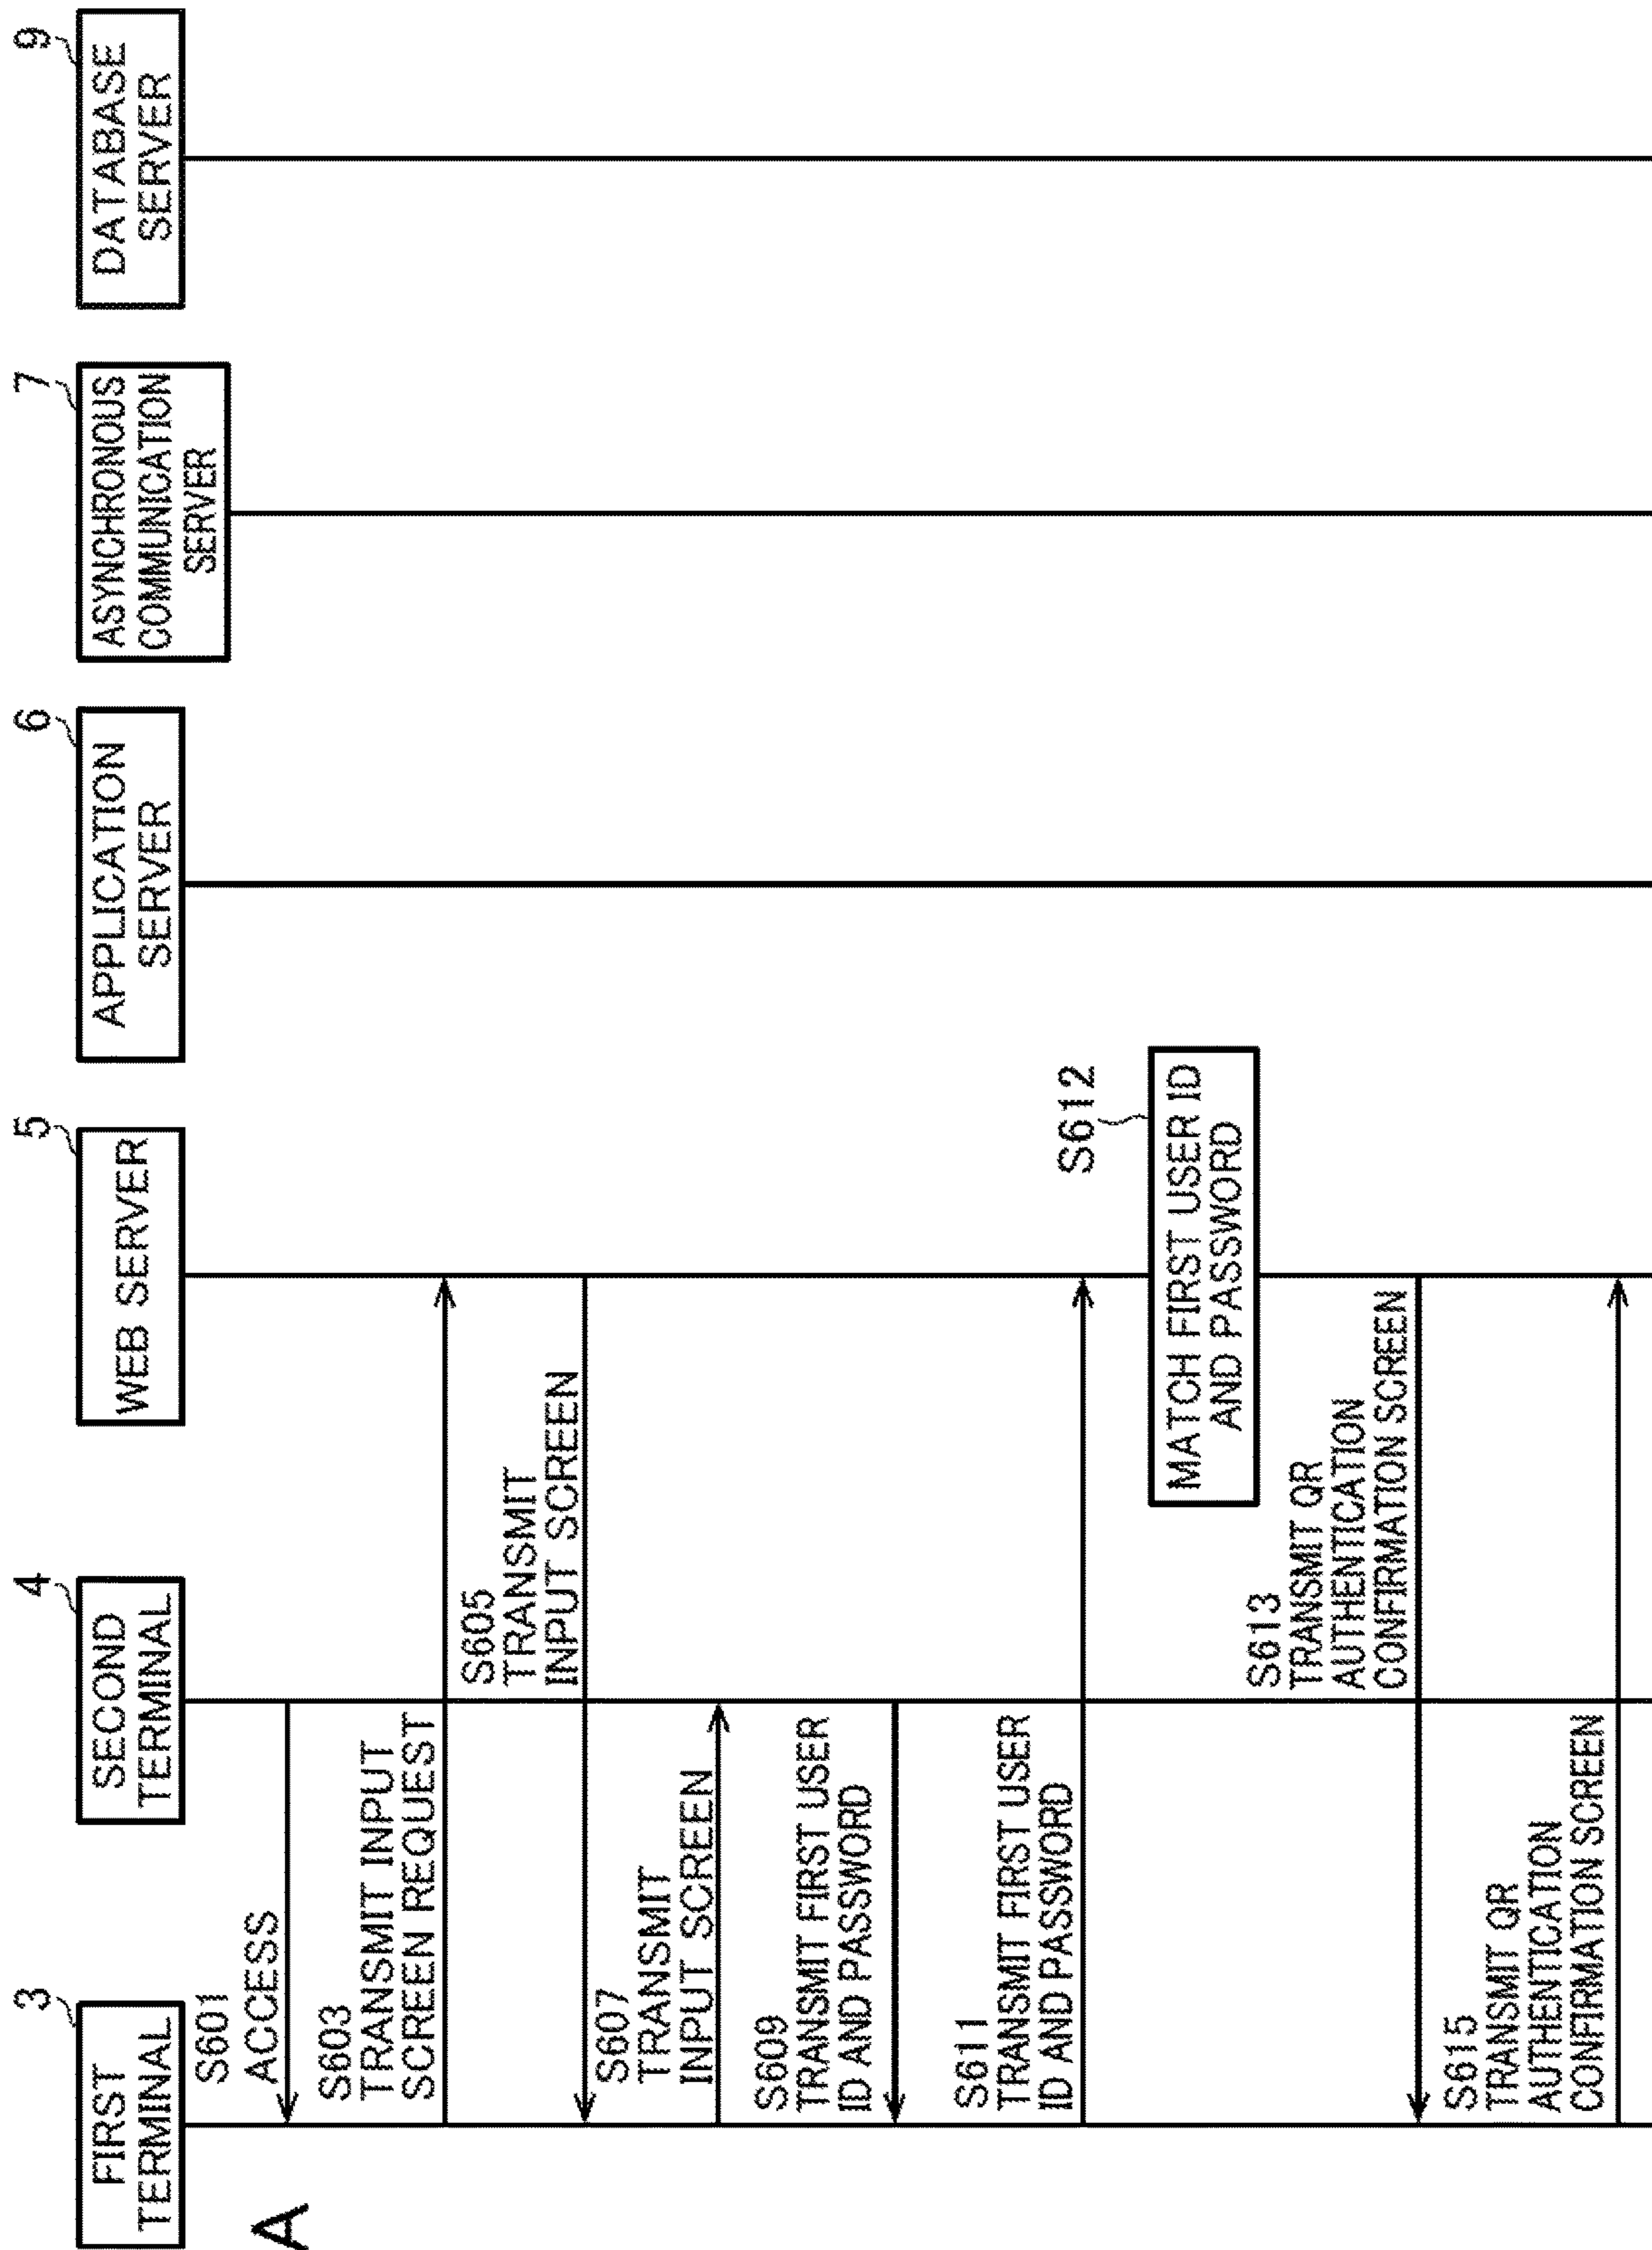 A
3
FIRST
TERMINAL
4
SECOND
TERMINAL
5
WEB SERVER
6
APPLICATION
SERVER
7
ASYNCHRONOUS
COMMUNICATION
SERVER
9
DATABASE
SERVER
S601
ACCESS
S603
TRANSMIT INPUT
SCREEN REQUEST
S605
TRANSMIT
INPUT SCREEN
S607
TRANSMIT
INPUT SCREEN
S609
TRANSMIT FIRST USER
ID AND PASSWORD
S611
TRANSMIT FIRST USER
ID AND PASSWORD
S612
MATCH FIRST USER ID
AND PASSWORD
S613
TRANSMIT QR
AUTHENTICATION
CONFIRMATION SCREEN
S615
TRANSMIT QR
AUTHENTICATION
CONFIRMATION SCREEN